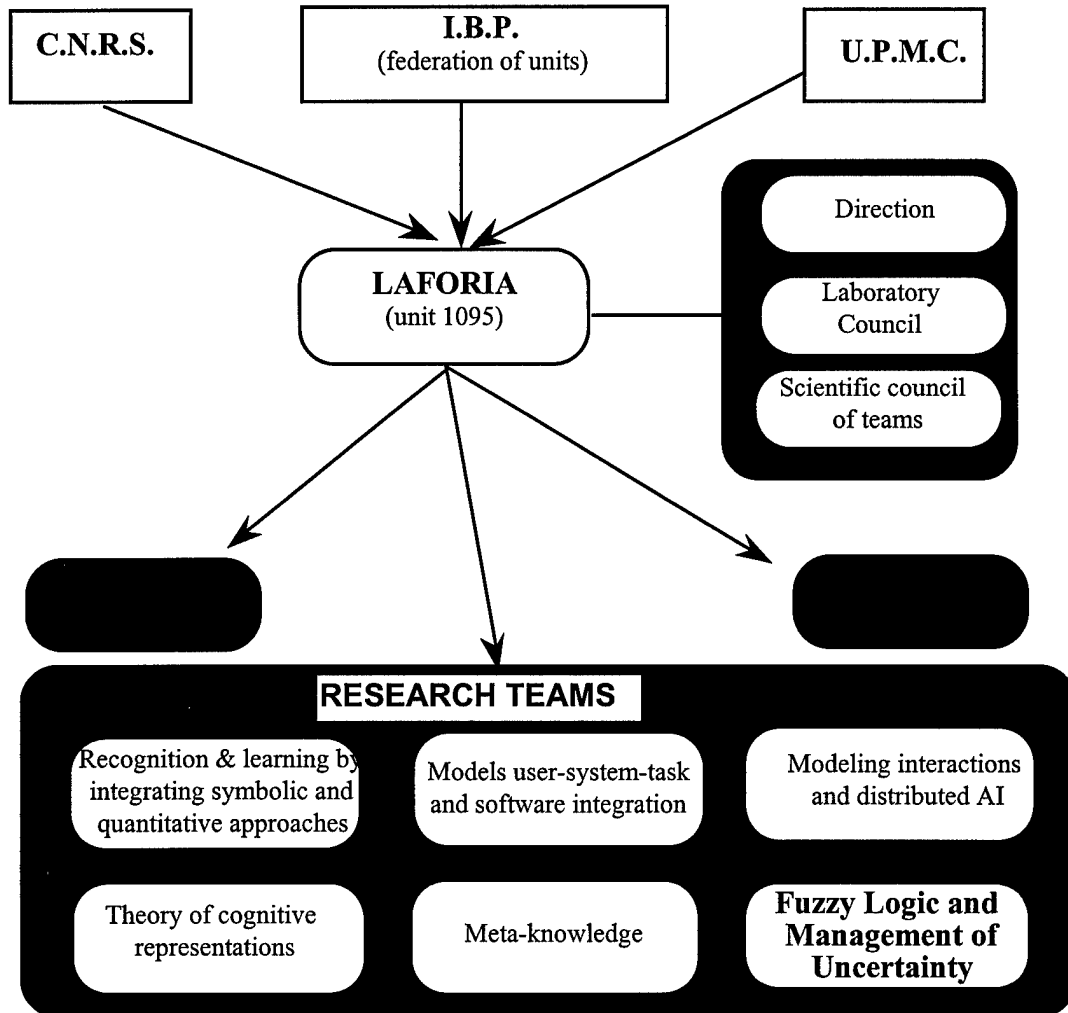 C.N.R.S.
I.B.P.
(federation of units)
U.P.M.C.
Direction
Laboratory
Council
Scientific council
of teams
LAFORIA
(unit 1095)
RESEARCH TEAMS
Recognition & learning by
integrating symbolic and
quantitative approaches
Models user-system-task
and software integration
Modeling interactions
and distributed AI
Theory of cognitive
representations
Meta-knowledge
Fuzzy Logic and
Management of
Uncertainty